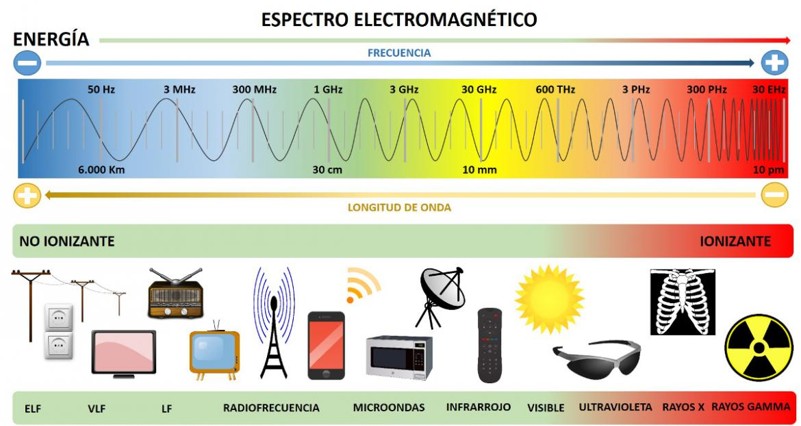 ESPECTRO ELECTROMAGNÉTICO
ENERGÍA
FRECUENCIA
50 Hz 3 MHz 300 MHz 1 GHz 3 GHz 30 GHz 600 THz 3 PHz 300 PHz 30 EHz
6.000 Km 30 cm 10 mm 10 pm
LONGITUD DE ONDA
NO IONIZANTE IONIZANTE
ELF VLF LF RADIOFRECUENCIA MICROONDAS INFRARROJO VISIBLE ULTRAVIOLETA RAYOS X RAYOS GAMMA